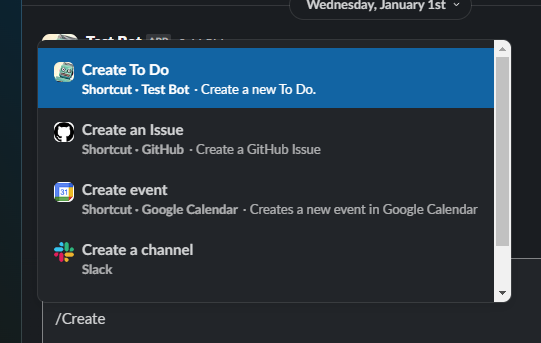 Wednesday, January 1st
Test Bot APP
Create To Do
Shortcut · Test Bot · Create a new To Do.
Create an Issue
Shortcut · GitHub · Create a GitHub Issue
31
Create event
Shortcut · Google Calendar · Creates a new event in Google Calendar
Create a channel
Slack
/Create